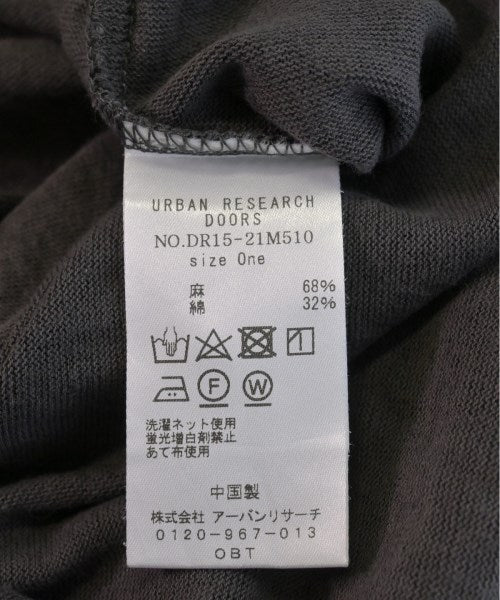 URBAN RESEARCH
DOORS
NO.DR15-21M510
size One
麻 68%
綿 32%
F W
洗濯ネット使用
蛍光増白剤禁止
あて布使用
中国製
株式会社 アーバンリサーチ
0120-967-013
OBT